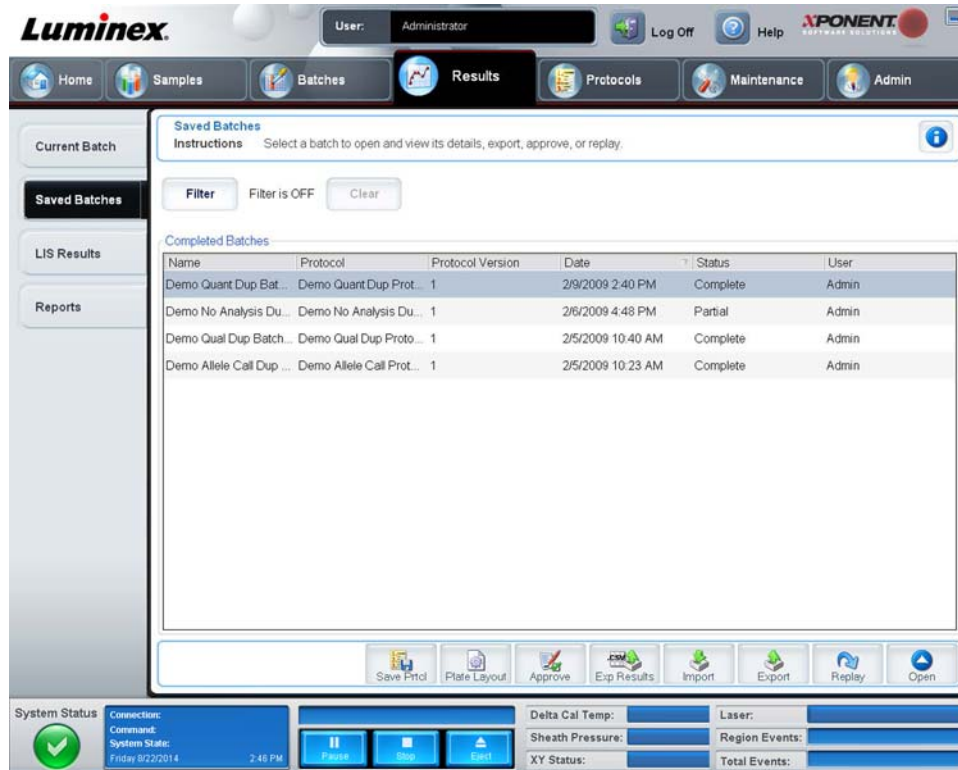 Luminex.
User: Administrator
Log Off
Help
XPONENT.
SOFTWARE SOLUTIONS
Home
Samples
Batches
Results
Protocols
Maintenance
Admin
Current Batch
Saved Batches
LIS Results
Reports
Saved Batches
Instructions Select a batch to open and view its details, export, approve, or replay.
Filter Filter is OFF Clear
Completed Batches
Name Protocol Protocol Version Date Status User
Demo Quant Dup Bat... Demo Quant Dup Prot... 1 2/9/2009 2:40 PM Complete Admin
Demo No Analysis Du... Demo No Analysis Du... 1 2/6/2009 4:48 PM Partial Admin
Demo Qual Dup Batch... Demo Qual Dup Proto... 1 2/5/2009 10:40 AM Complete Admin
Demo Allele Call Dup ... Demo Allele Call Prot... 1 2/5/2009 10:23 AM Complete Admin
.CSV
Save Prtcl Plate Layout Approve Exp Results Import Export Replay Open
System Status
Connection:
Command:
System State:
Friday 8/22/2014 2:46 PM
Pause Stop Eject
Delta Cal Temp:
Sheath Pressure:
XY Status:
Laser:
Region Events:
Total Events: